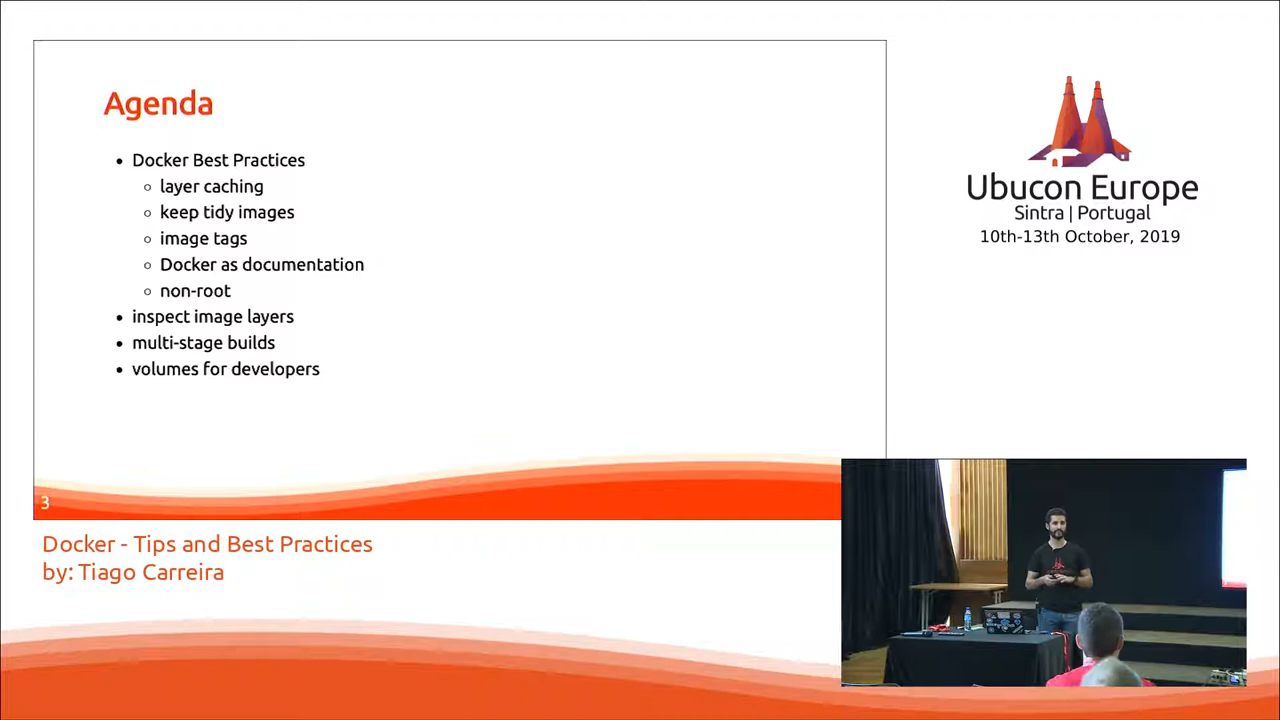 Agenda
• Docker Best Practices
○ layer caching
○ keep tidy images
○ image tags
○ Docker as documentation
○ non-root
• inspect image layers
• multi-stage builds
• volumes for developers
3
Docker - Tips and Best Practices
by: Tiago Carreira
Ubucon Europe
Sintra | Portugal
10th-13th October, 2019